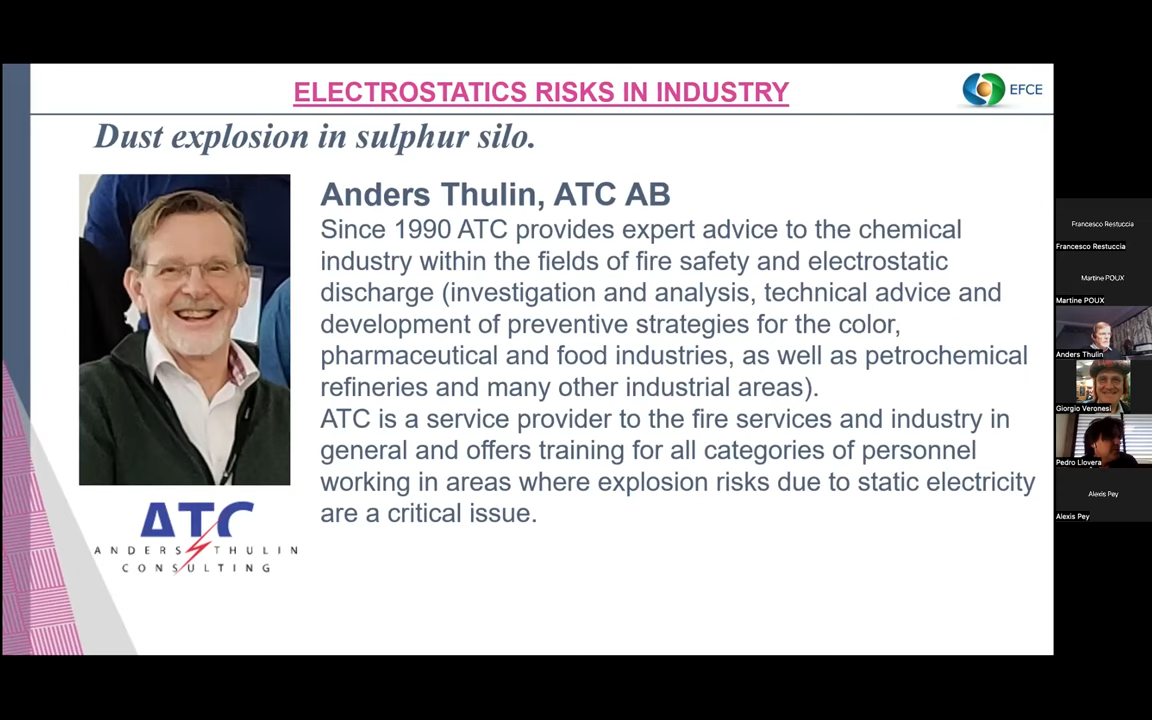 ELECTROSTATICS RISKS IN INDUSTRY
EFCE
Dust explosion in sulphur silo.
Anders Thulin, ATC AB
Since 1990 ATC provides expert advice to the chemical
industry within the fields of fire safety and electrostatic
discharge (investigation and analysis, technical advice and
development of preventive strategies for the color,
pharmaceutical and food industries, as well as petrochemical
refineries and many other industrial areas).
ATC is a service provider to the fire services and industry in
general and offers training for all categories of personnel
working in areas where explosion risks due to static electricity
are a critical issue.
ATC
ANDERS THULIN
CONSULTING
Francesco Restuccia
Francesco Restuccia
Martine POUX
Martine POUX
Anders Thulin
Giorgio Veronesi
Pedro Llovera
Alexis Pey
Alexis Pey